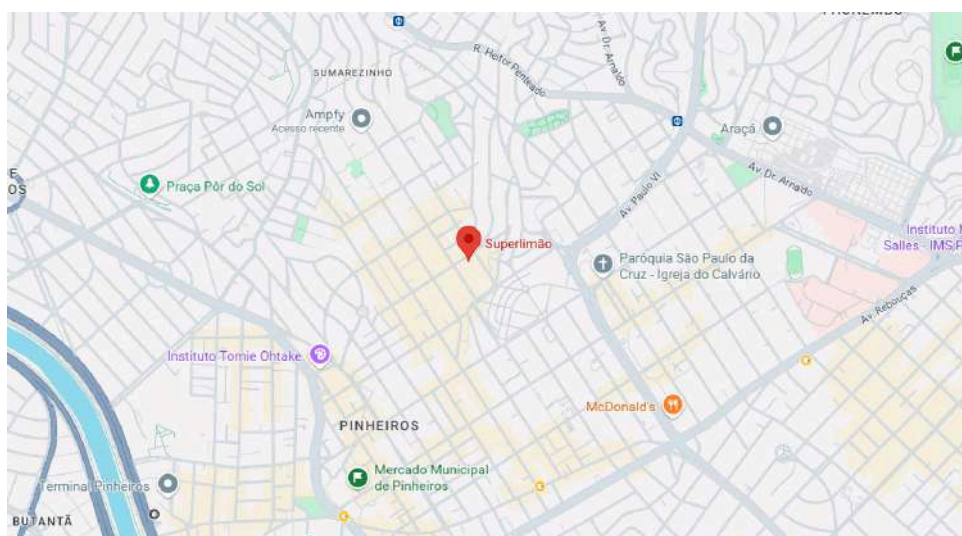 SUMAREZINHO
R. Heitor Penteado
Av. Dr. Arnaldo
Ampfy
Acesso recente
Araçá
Praça Pôr do Sol
Av. Dr. Arnaldo
Av. Paulo VI
Superlimão
Instituto
Salles - IMS P
Paróquia São Paulo da
Cruz - Igreja do Calvário
Av. Rebouças
Instituto Tomie Ohtake
McDonald's
PINHEIROS
Mercado Municipal
de Pinheiros
Terminal Pinheiros
BUTANTÃ